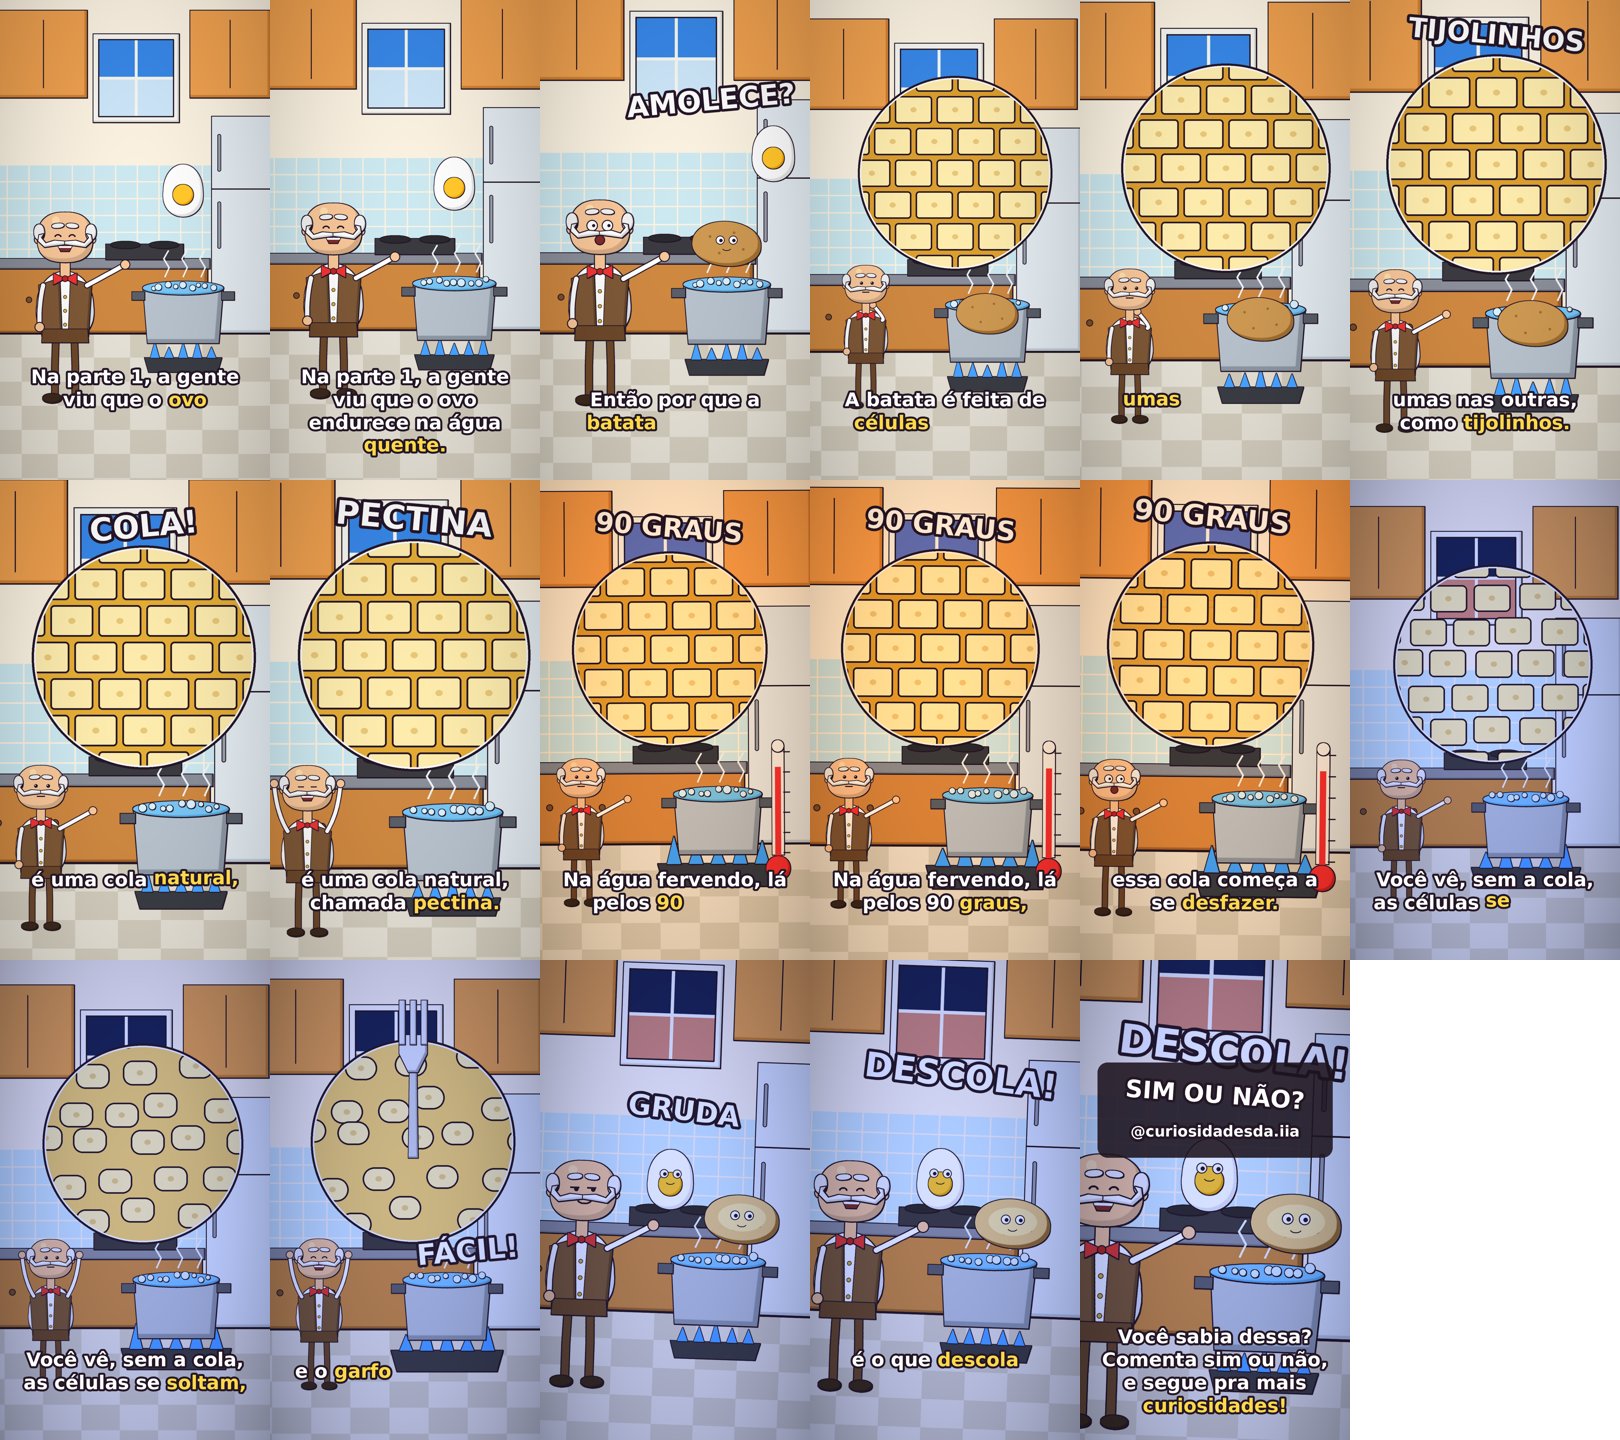 Na parte 1, a gente
viu que o ovo
Na parte 1, a gente
viu que o ovo
endurece na água
quente.
AMOLECE?
Então por que a
batata
A batata é feita de
células
umas
TIJOLINHOS
umas nas outras,
como tijolinhos.
COLA!
é uma cola natural,
PECTINA
é uma cola natural,
chamada pectina.
90 GRAUS
Na água fervendo, lá
pelos 90
90 GRAUS
Na água fervendo, lá
pelos 90 graus,
90 GRAUS
essa cola começa a
se desfazer.
Você vê, sem a cola,
as células se
Você vê, sem a cola,
as células se soltam,
FÁCIL!
e o garfo
GRUDA
DESCOLA!
é o que descola
DESCOLA!
SIM OU NÃO?
@curiosidadesda.iia
Você sabia dessa?
Comenta sim ou não,
e segue pra mais
curiosidades!